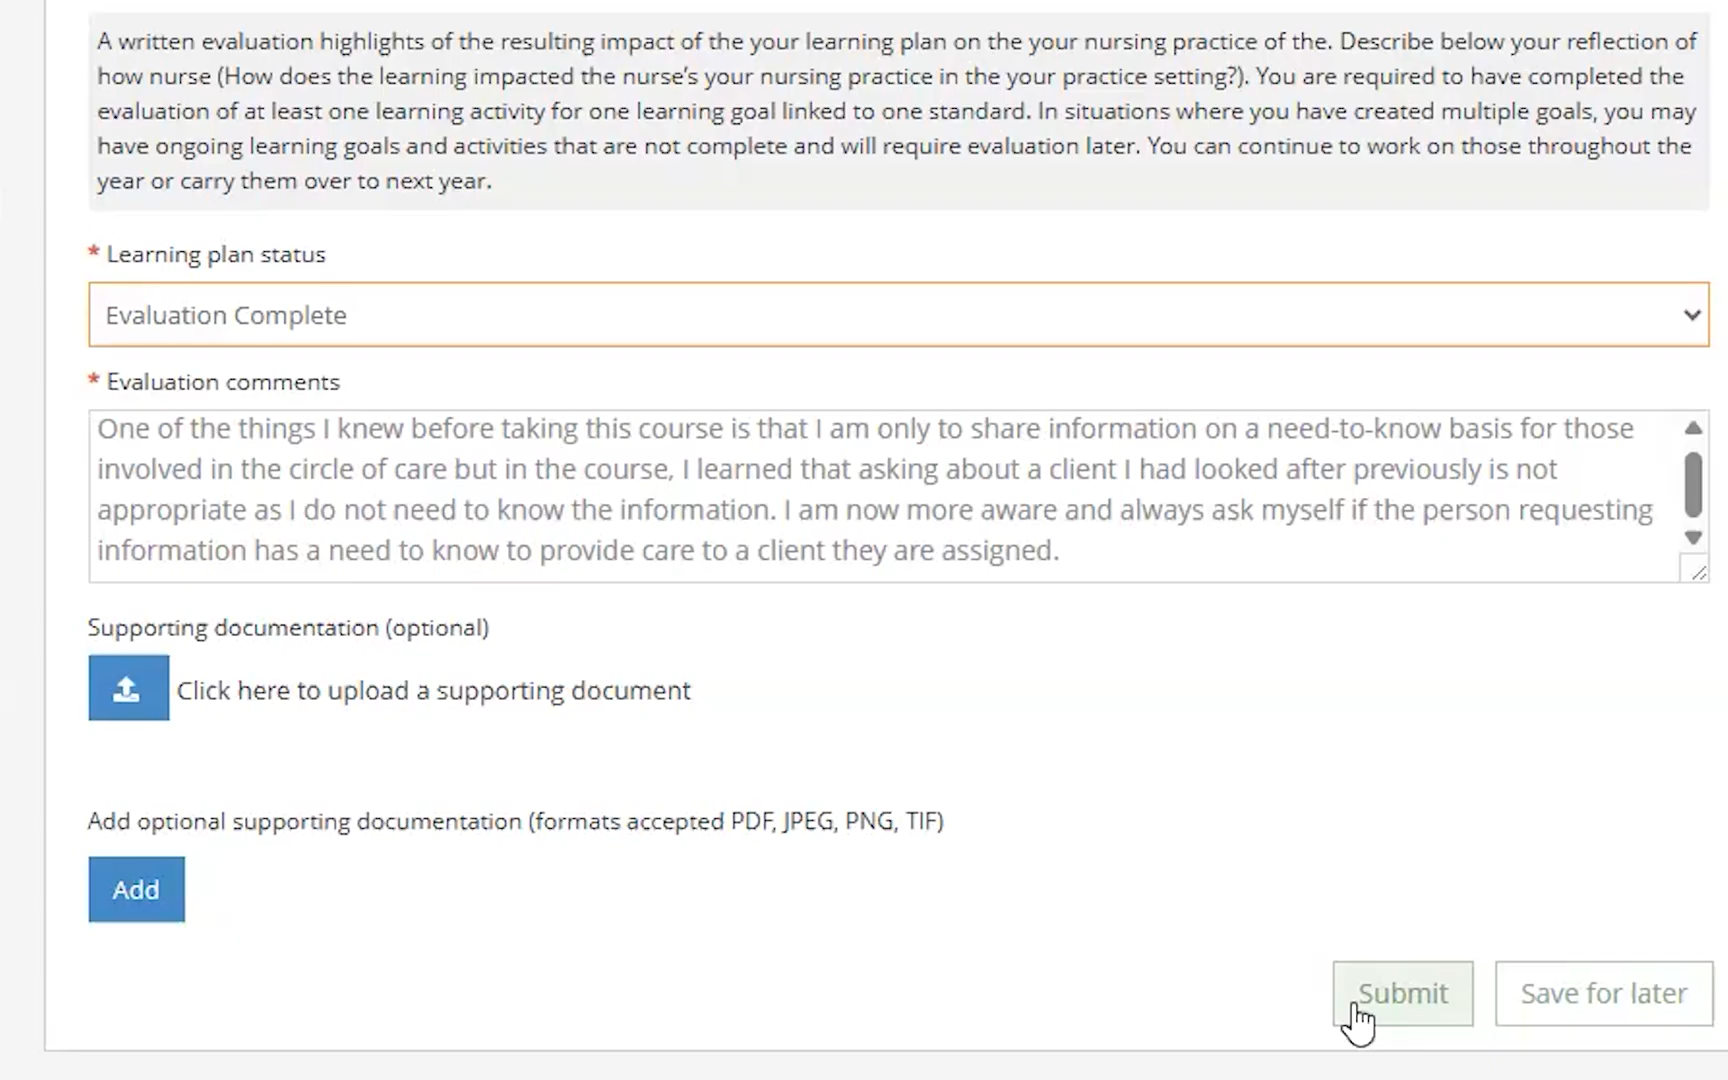 A written evaluation highlights of the resulting impact of the your learning plan on the your nursing practice of the. Describe below your reflection of
how nurse (How does the learning impacted the nurse's your nursing practice in the your practice setting?). You are required to have completed the
evaluation of at least one learning activity for one learning goal linked to one standard. In situations where you have created multiple goals, you may
have ongoing learning goals and activities that are not complete and will require evaluation later. You can continue to work on those throughout the
year or carry them over to next year.
* Learning plan status
Evaluation Complete
* Evaluation comments
One of the things I knew before taking this course is that I am only to share information on a need-to-know basis for those
involved in the circle of care but in the course, I learned that asking about a client I had looked after previously is not
appropriate as I do not need to know the information. I am now more aware and always ask myself if the person requesting
information has a need to know to provide care to a client they are assigned.
Supporting documentation (optional)
Click here to upload a supporting document
Add optional supporting documentation (formats accepted PDF, JPEG, PNG, TIF)
Add
Submit Save for later